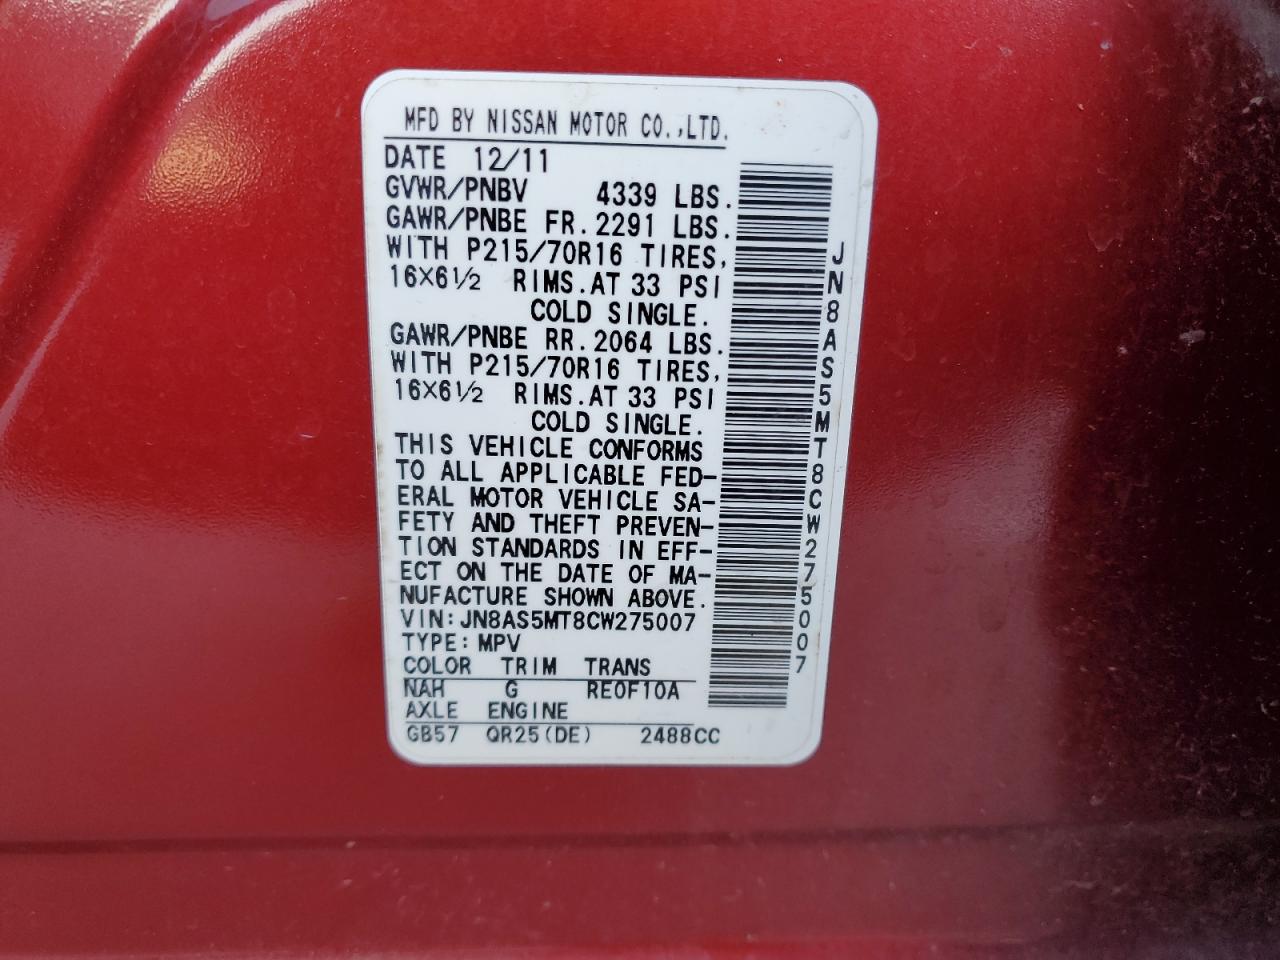 MFD BY NISSAN MOTOR CO.,LTD.
DATE 12/11
GVWR/PNBV 4339 LBS.
GAWR/PNBE FR.2291 LBS.
WITH P215/70R16 TIRES,
16X6½ RIMS.AT 33 PSI
COLD SINGLE.
GAWR/PNBE RR.2064 LBS.
WITH P215/70R16 TIRES,
16X6½ RIMS.AT 33 PSI
COLD SINGLE.
THIS VEHICLE CONFORMS
TO ALL APPLICABLE FED-
ERAL MOTOR VEHICLE SA-
FETY AND THEFT PREVEN-
TION STANDARDS IN EFF-
ECT ON THE DATE OF MA-
NUFACTURE SHOWN ABOVE.
VIN:JN8AS5MT8CW275007
TYPE:MPV
COLOR TRIM TRANS
NAH G RE0F10A
AXLE ENGINE
GB57 QR25(DE) 2488CC
JN8AS5MT8CW275007